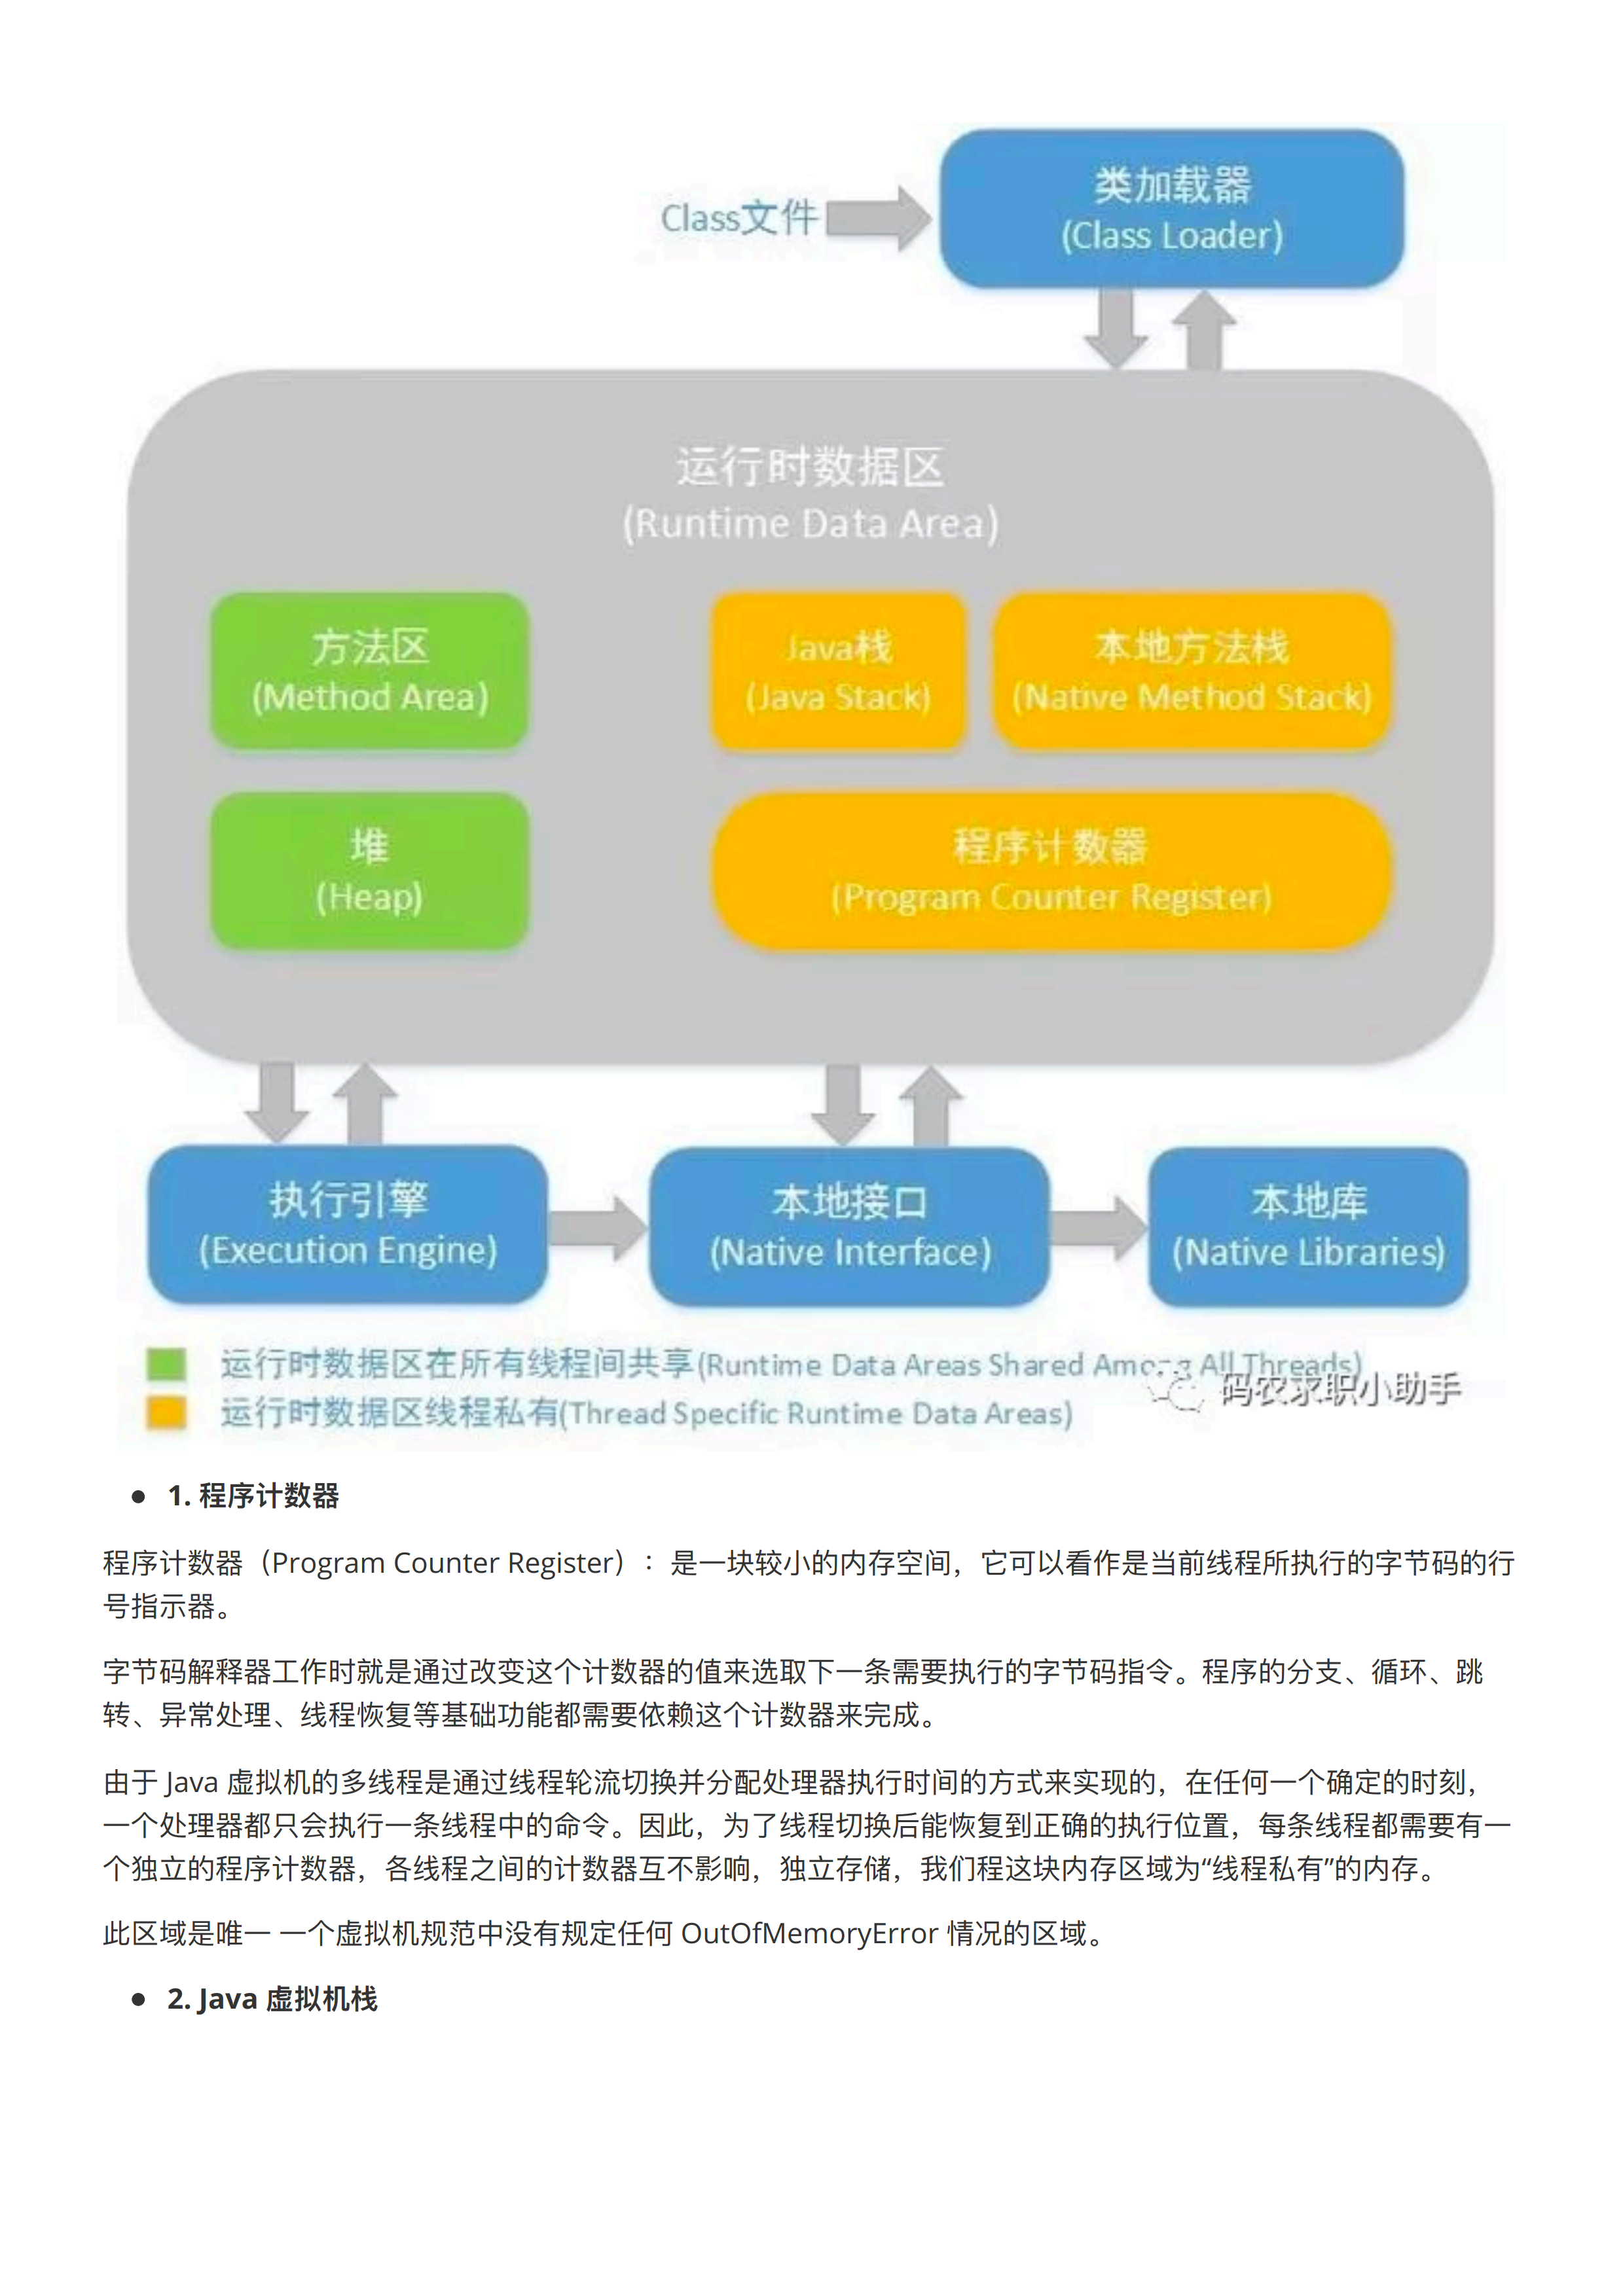 Class文件
类加载器
(Class Loader)
运行时数据区
(Runtime Data Area)
方法区
(Method Area)
Java栈
(Java Stack)
本地方法栈
(Native Method Stack)
堆
(Heap)
程序计数器
(Program Counter Register)
执行引擎
(Execution Engine)
本地接口
(Native Interface)
本地库
(Native Libraries)
运行时数据区在所有线程间共享(Runtime Data Areas Shared Among All Threads)
码农求职小助手
运行时数据区线程私有(Thread Specific Runtime Data Areas)
● 1. 程序计数器
程序计数器（Program Counter Register）：是一块较小的内存空间，它可以看作是当前线程所执行的字节码的行
号指示器。
字节码解释器工作时就是通过改变这个计数器的值来选取下一条需要执行的字节码指令。程序的分支、循环、跳
转、异常处理、线程恢复等基础功能都需要依赖这个计数器来完成。
由于 Java 虚拟机的多线程是通过线程轮流切换并分配处理器执行时间的方式来实现的，在任何一个确定的时刻，
一个处理器都只会执行一条线程中的命令。因此，为了线程切换后能恢复到正确的执行位置，每条线程都需要有一
个独立的程序计数器，各线程之间的计数器互不影响，独立存储，我们程这块内存区域为“线程私有”的内存。
此区域是唯一 一个虚拟机规范中没有规定任何 OutOfMemoryError 情况的区域。
● 2. Java 虚拟机栈